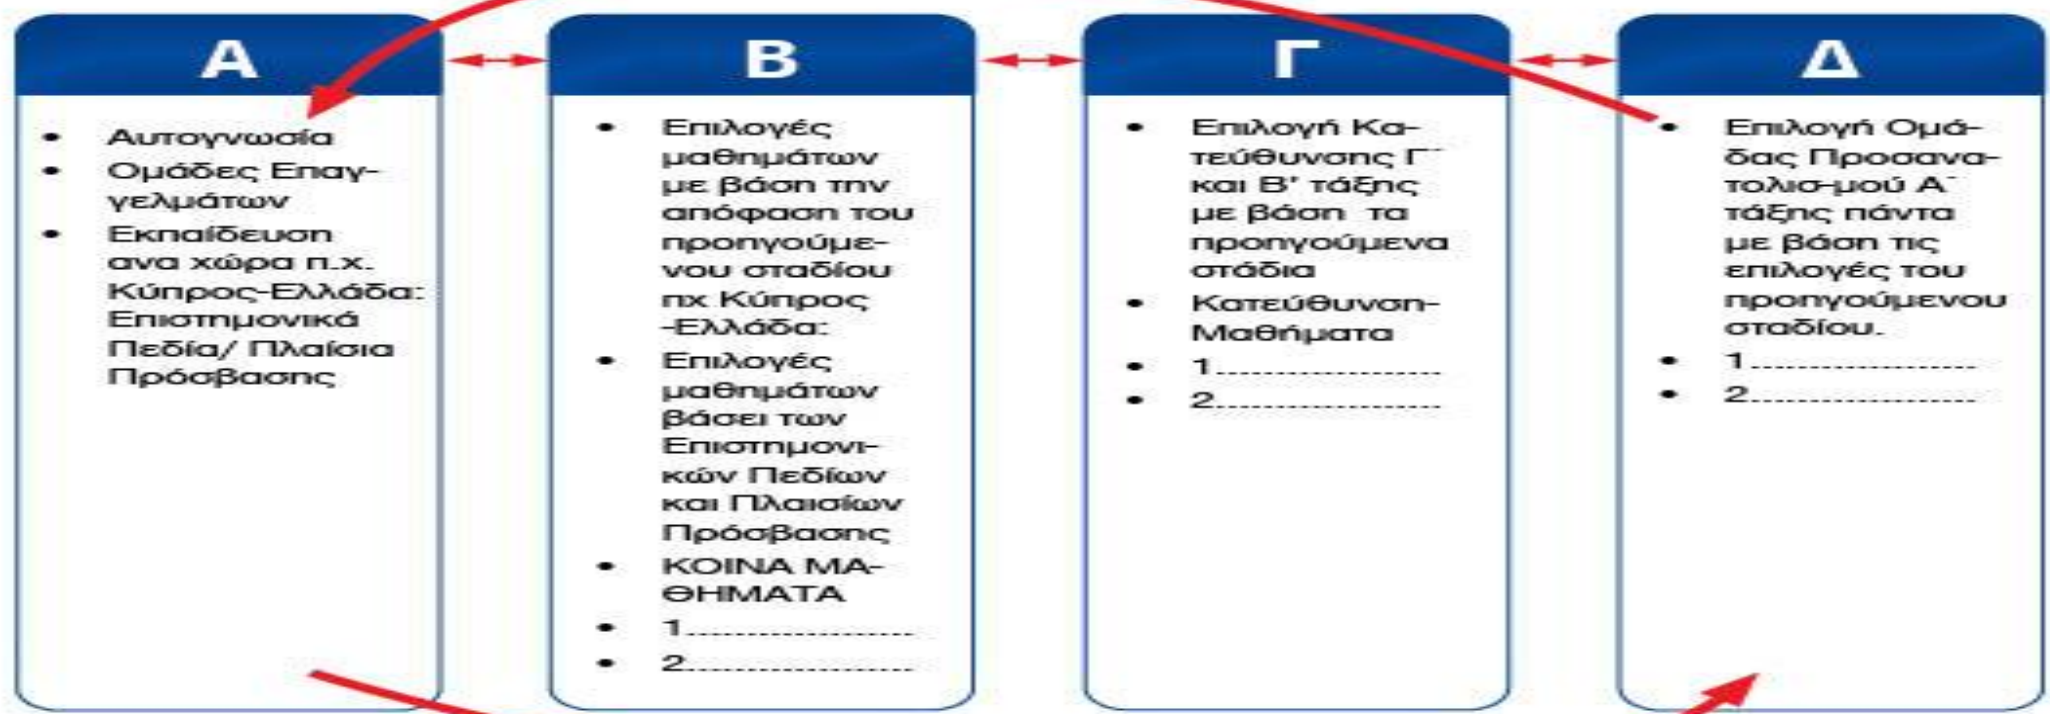 Α
• Αυτογνωσία
• Ομάδες Επαγ-
γελμάτων
• Εκπαίδευση
ανα χώρα π.χ.
Κύπρος-Ελλάδα:
Επιστημονικά
Πεδία/ Πλαίσια
Πρόσβασης
Β
• Επιλογές
μαθημάτων
με βάση την
απόφαση του
προηγούμε-
νου σταδίου
πχ Κύπρος
-Ελλάδα:
• Επιλογές
μαθημάτων
βάσει των
Επιστημονι-
κών Πεδίων
και Πλαισίων
Πρόσβασης
• ΚΟΙΝΑ ΜΑ-
ΘΗΜΑΤΑ
• 1....................
• 2....................
Γ
• Επιλογή Κα-
τεύθυνσης Γ΄
και Β' τάξης
με βάση τα
προηγούμενα
στάδια
• Κατεύθυνση-
Μαθήματα
• 1....................
• 2....................
Δ
• Επιλογή Ομά-
δας Προσανα-
τολισ-μού Α΄
τάξης πάντα
με βάση τις
επιλογές του
προηγούμενου
σταδίου.
• 1....................
• 2....................